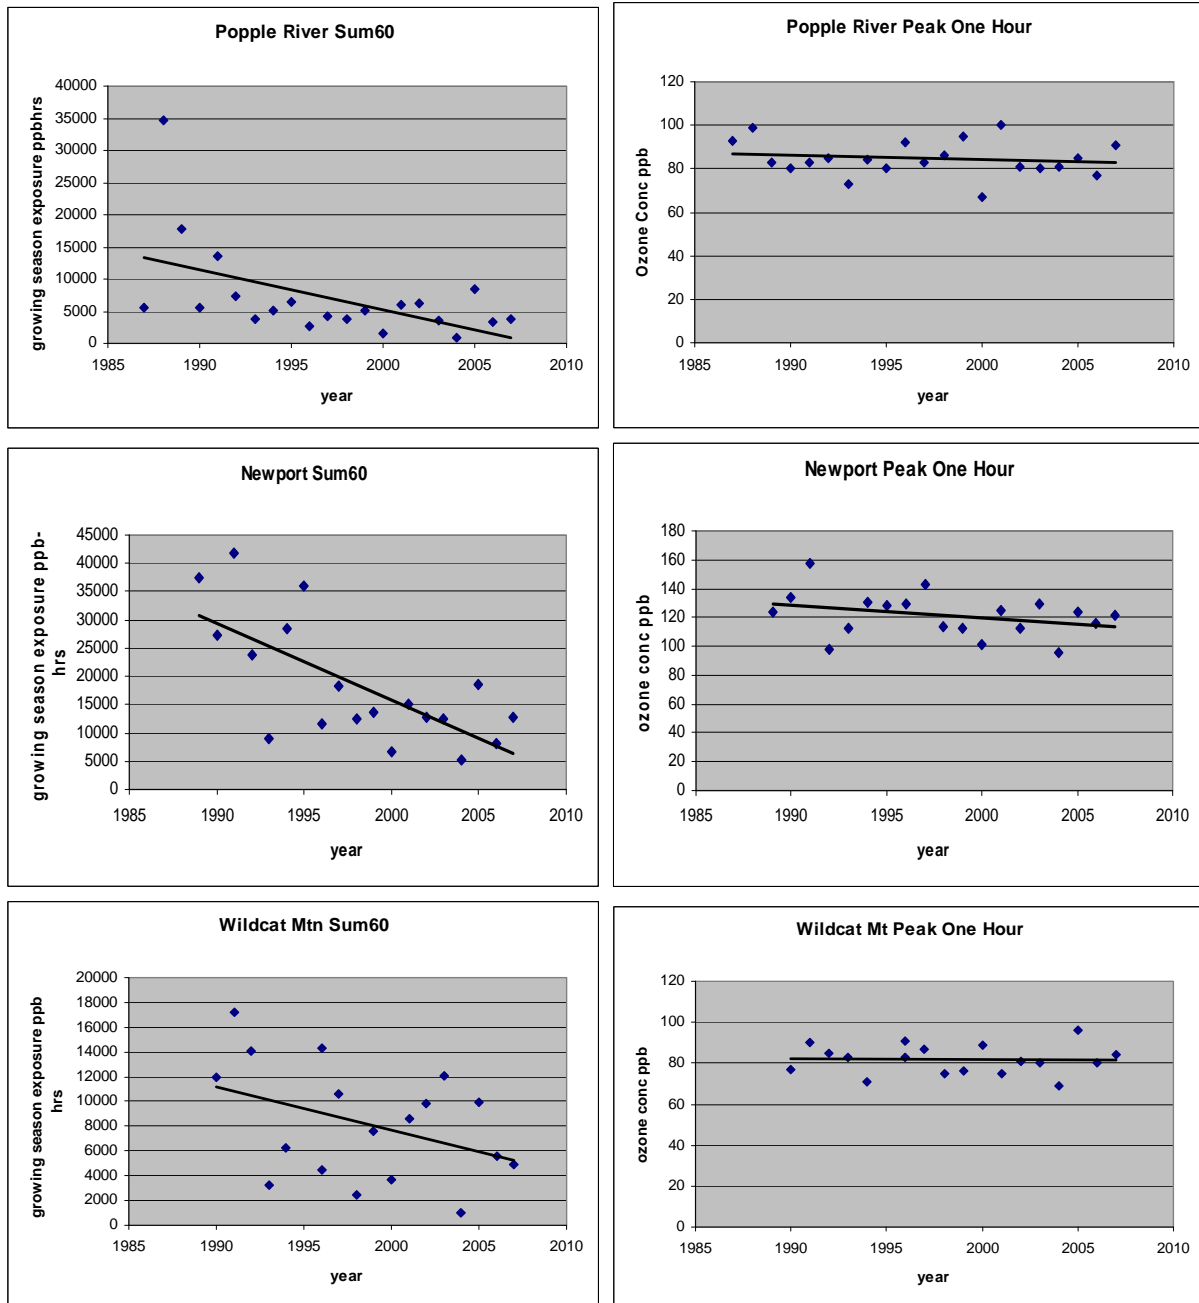 Popple River Sum60
growing season exposure ppbhrs
40000
35000
30000
25000
20000
15000
10000
5000
0
1985 1990 1995 2000 2005 2010
year
Popple River Peak One Hour
Ozone Conc ppb
120
100
80
60
40
20
0
1985 1990 1995 2000 2005 2010
year
Newport Sum60
growing season exposure ppb-
hrs
45000
40000
35000
30000
25000
20000
15000
10000
5000
0
1985 1990 1995 2000 2005 2010
year
Newport Peak One Hour
ozone conc ppb
180
160
140
120
100
80
60
40
20
0
1985 1990 1995 2000 2005 2010
year
Wildcat Mtn Sum60
growing season exposure ppb
hrs
20000
18000
16000
14000
12000
10000
8000
6000
4000
2000
0
1985 1990 1995 2000 2005 2010
year
Wildcat Mt Peak One Hour
ozone conc ppb
120
100
80
60
40
20
0
1985 1990 1995 2000 2005 2010
year